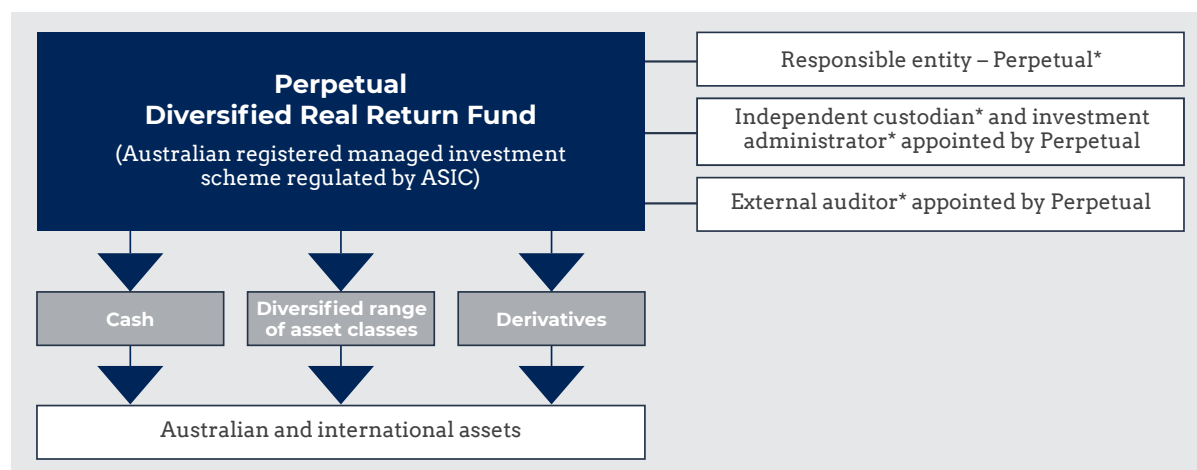 Perpetual
Diversified Real Return Fund
(Australian registered managed investment
scheme regulated by ASIC)
Responsible entity – Perpetual*
Independent custodian* and investment
administrator* appointed by Perpetual
External auditor* appointed by Perpetual
Cash
Diversified range
of asset classes
Derivatives
Australian and international assets